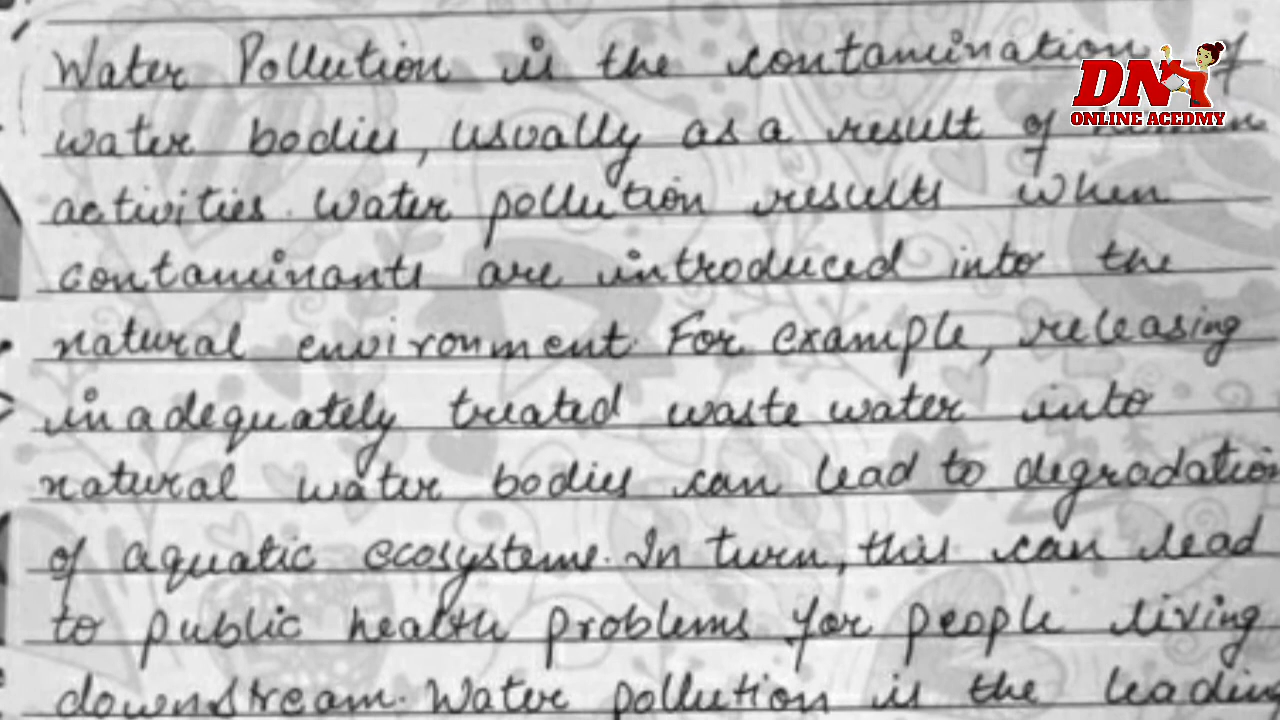 Water Pollution is the contamination of
water bodies, usually as a result of human
activities. Water pollution results when
contaminants are introduced into the
natural environment. For example, releasing
inadequately treated waste water into
natural water bodies can lead to degradation
of aquatic ecosystems. In turn, this can lead
to public health problems for people living
downstream. Water pollution is the leading
DN
ONLINE ACEDMY